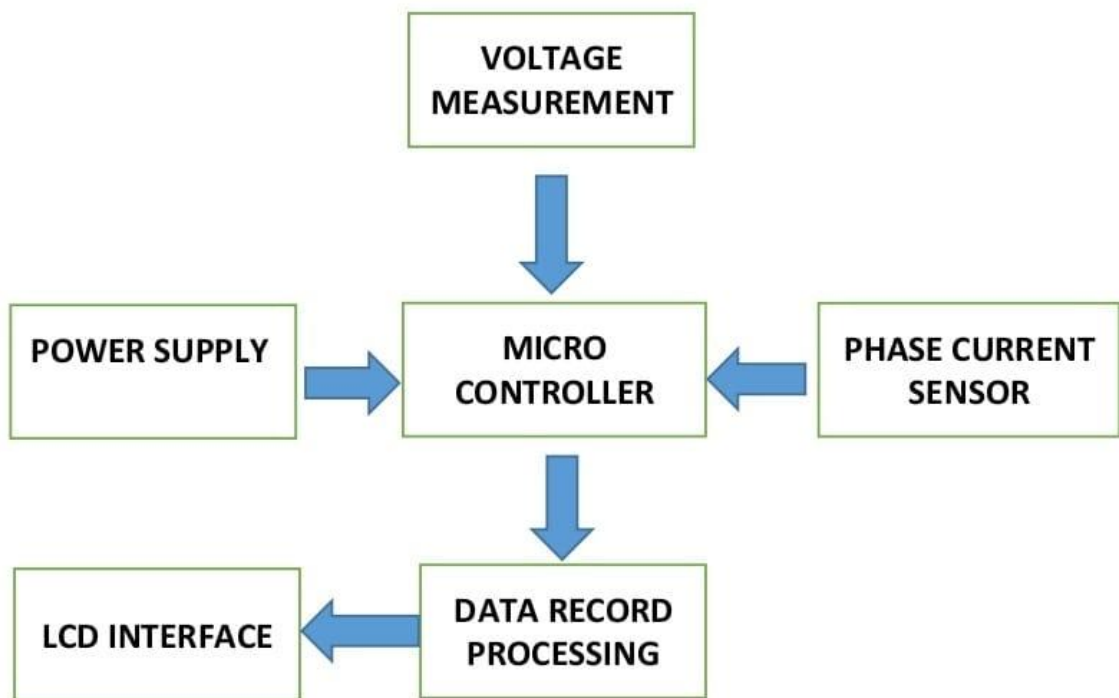 VOLTAGE
MEASUREMENT
POWER SUPPLY
MICRO
CONTROLLER
PHASE CURRENT
SENSOR
LCD INTERFACE
DATA RECORD
PROCESSING